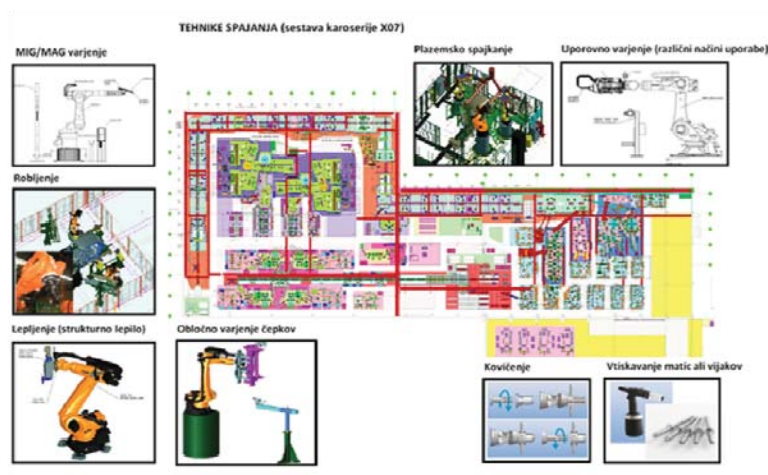 TEHNIKE SPAJANJA (sestava karoserije X07)
MIG/MAG varjenje
Plazemsko spajkanje
Uporovno varjenje (različni načini uporabe)
Robljenje
Lepljenje (strukturno lepilo)
Obločno varjenje čepkov
Kovičenje
Vtiskavanje matic ali vijakov